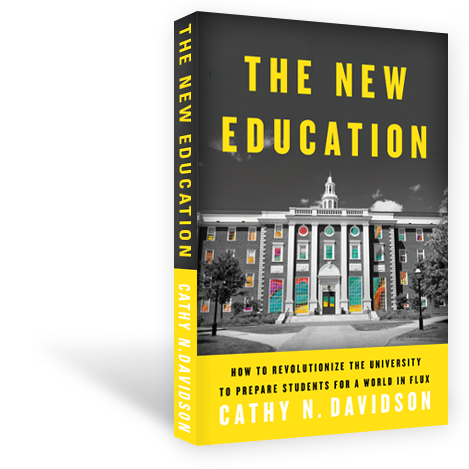 THE NEW EDUCATION
CATHY N. DAVIDSON
THE NEW
EDUCATION
HOW TO REVOLUTIONIZE THE UNIVERSITY
TO PREPARE STUDENTS FOR A WORLD IN FLUX
CATHY N. DAVIDSON